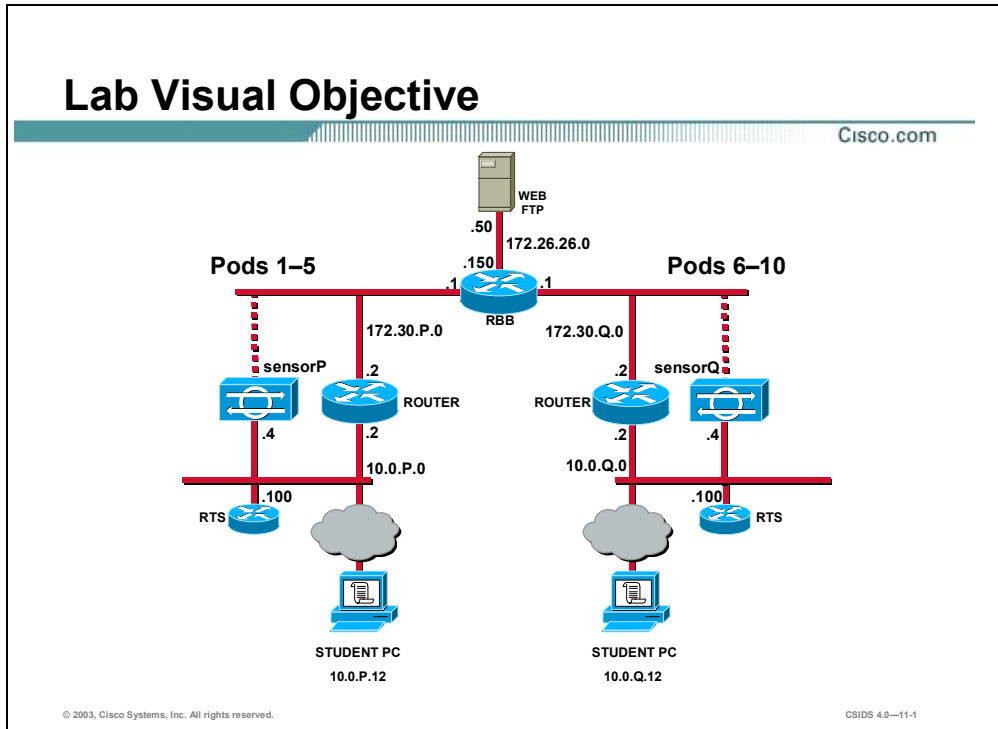 Lab Visual Objective
Cisco.com
WEB
FTP
.50
172.26.26.0
Pods 1–5
.150
Pods 6–10
.1
.1
RBB
172.30.P.0
172.30.Q.0
sensorP
.2
.2
sensorQ
ROUTER
ROUTER
.4
.2
.2
.4
10.0.P.0
10.0.Q.0
.100
.100
RTS
RTS
STUDENT PC
STUDENT PC
10.0.P.12
10.0.Q.12
© 2003, Cisco Systems, Inc. All rights reserved.
CSIDS 4.0—11-1